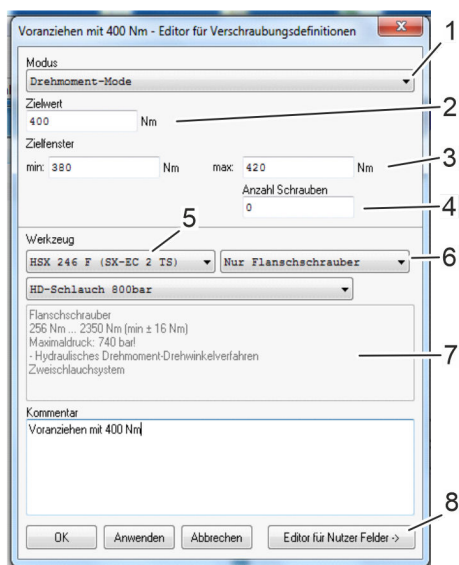 Voranziehen mit 400 Nm - Editor für Verschraubungsdefinitionen
1
Modus
Drehmoment-Mode
Zielwert
400 Nm
2
Zielfenster
min: 380 Nm max: 420 Nm
3
Anzahl Schrauben
0
4
5
Werkzeug
HSX 246 F (SX-EC 2 TS) Nur Flanschschrauber
6
HD-Schlauch 800bar
Flanschschrauber
256 Nm ... 2350 Nm (min ± 16 Nm)
Maximaldruck: 740 bar!
- Hydraulisches Drehmoment-Drehwinkelverfahren
Zweischlauchsystem
7
Kommentar
Voranziehen mit 400 Nm
8
OK Anwenden Abbrechen Editor für Nutzer Felder ->